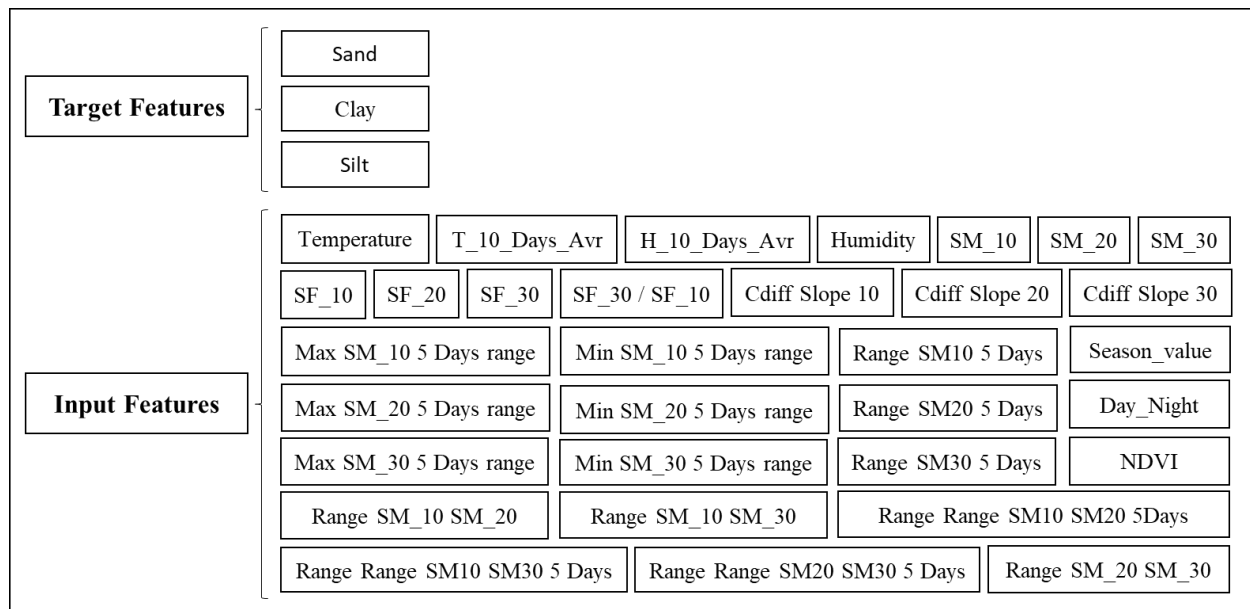 Target Features
Sand
Clay
Silt
Input Features
Temperature T_10_Days_Avr H_10_Days_Avr Humidity SM_10 SM_20 SM_30
SF_10 SF_20 SF_30 SF_30 / SF_10 Cdiff Slope 10 Cdiff Slope 20 Cdiff Slope 30
Max SM_10 5 Days range Min SM_10 5 Days range Range SM10 5 Days Season_value
Max SM_20 5 Days range Min SM_20 5 Days range Range SM20 5 Days Day_Night
Max SM_30 5 Days range Min SM_30 5 Days range Range SM30 5 Days NDVI
Range SM_10 SM_20 Range SM_10 SM_30 Range Range SM10 SM20 5Days
Range Range SM10 SM30 5 Days Range Range SM20 SM30 5 Days Range SM_20 SM_30